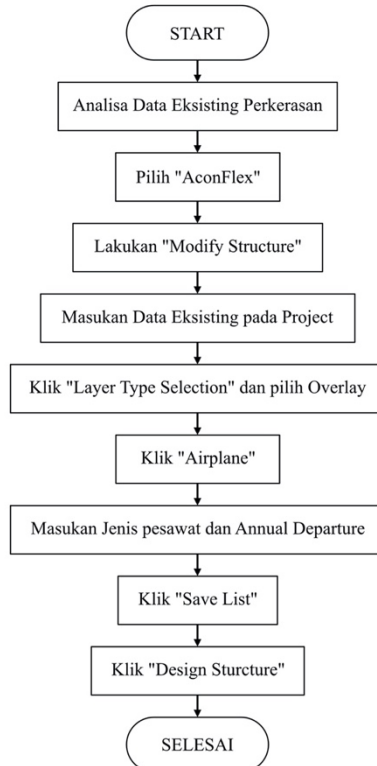 START
Analisa Data Eksisting Perkerasan
Pilih "AconFlex"
Lakukan "Modify Structure"
Masukan Data Eksisting pada Project
Klik "Layer Type Selection" dan pilih Overlay
Klik "Airplane"
Masukan Jenis pesawat dan Annual Departure
Klik "Save List"
Klik "Design Sturcture"
SELESAI